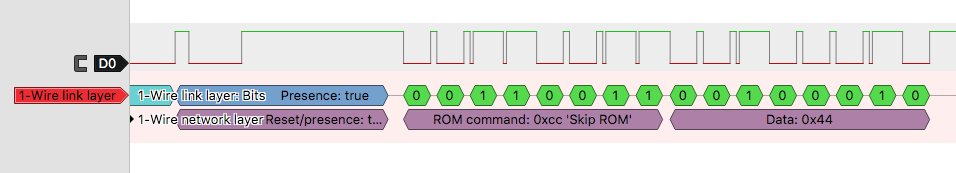 D0
1-Wire link layer 1-Wire link layer: Bits Presence: true 0 0 1 1 0 0 1 1 0 0 1 0 0 0 1 0
1-Wire network layer Reset/presence: t... ROM command: 0xcc 'Skip ROM' Data: 0x44